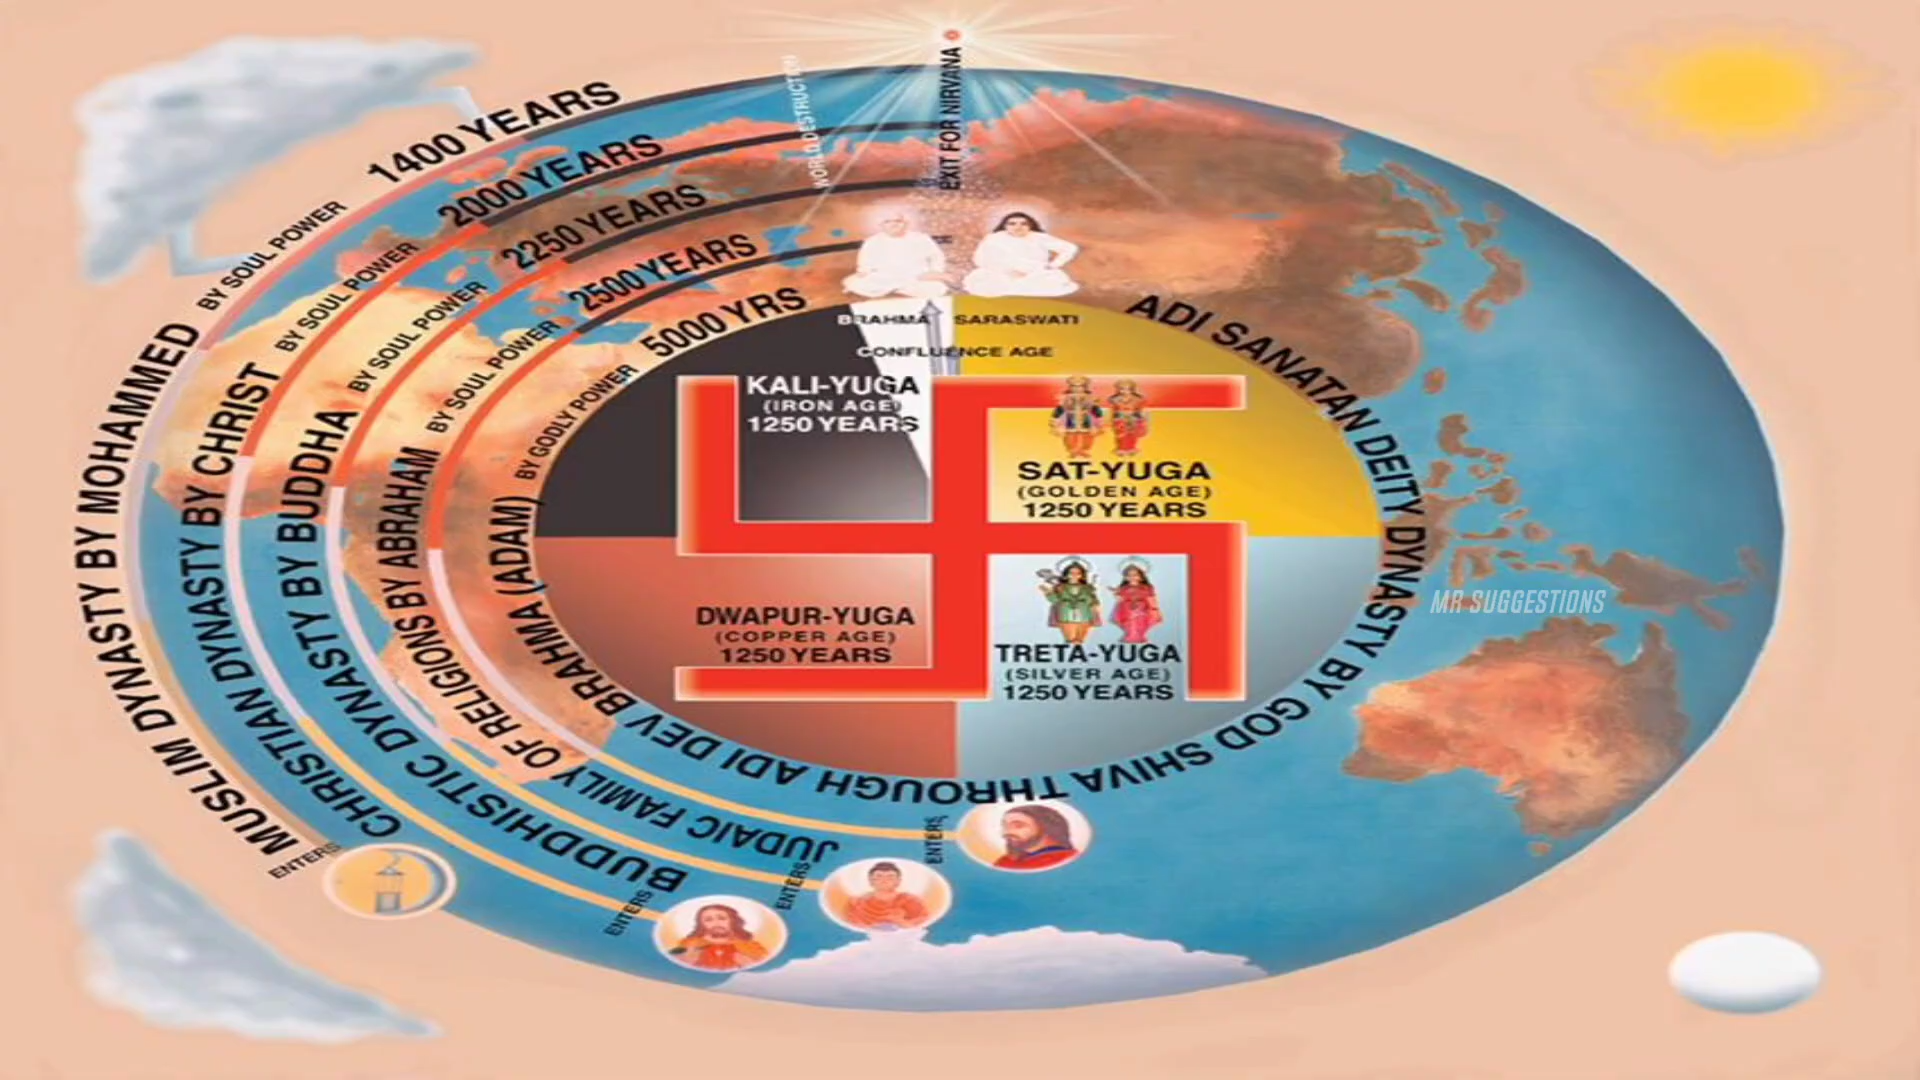 1400 YEARS
2000 YEARS
2250 YEARS
2500 YEARS
5000 YRS
WORLD DESTRUCTION
EXIT FOR NIRVANA
BY SOUL POWER
BY SOUL POWER
BY SOUL POWER
BY SOUL POWER
BY GODLY POWER
MUSLIM DYNASTY BY MOHAMMED
CHRISTIAN DYNASTY BY CHRIST
BUDDHISTIC DYNASTY BY BUDDHA
JUDAIC FAMILY OF RELIGIONS BY ABRAHAM
ADI SANATAN DEITY DYNASTY BY GOD SHIVA THROUGH ADI DEV BRAHMA (ADAM)
BRAHMA SARASWATI
CONFLUENCE AGE
KALI-YUGA
(IRON AGE)
1250 YEARS
SAT-YUGA
(GOLDEN AGE)
1250 YEARS
DWAPUR-YUGA
(COPPER AGE)
1250 YEARS
TRETA-YUGA
(SILVER AGE)
1250 YEARS
MR SUGGESTIONS
ENTERS
ENTERS
ENTERS
ENTERS